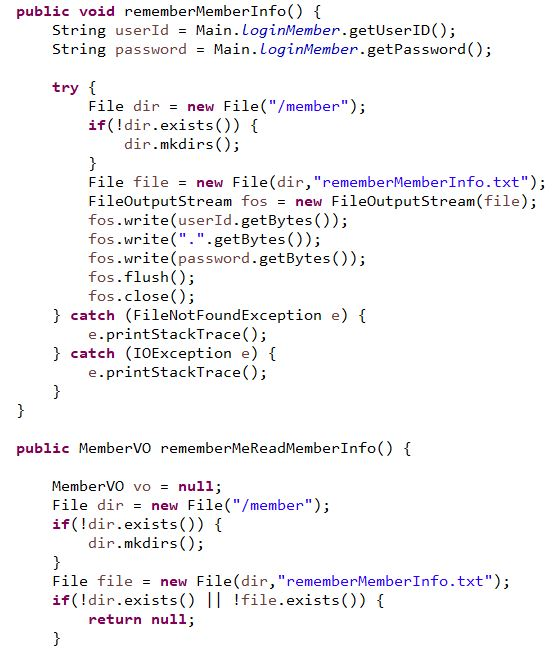 public void rememberMemberInfo() {
    String userId = Main.loginMember.getUserID();
    String password = Main.loginMember.getPassword();

    try {
        File dir = new File("/member");
        if(!dir.exists()) {
            dir.mkdirs();
        }
        File file = new File(dir,"rememberMemberInfo.txt");
        FileOutputStream fos = new FileOutputStream(file);
        fos.write(userId.getBytes());
        fos.write(".".getBytes());
        fos.write(password.getBytes());
        fos.flush();
        fos.close();
    } catch (FileNotFoundException e) {
        e.printStackTrace();
    } catch (IOException e) {
        e.printStackTrace();
    }
}

public MemberVO rememberMeReadMemberInfo() {

    MemberVO vo = null;
    File dir = new File("/member");
    if(!dir.exists()) {
        dir.mkdirs();
    }
    File file = new File(dir,"rememberMemberInfo.txt");
    if(!dir.exists() || !file.exists()) {
        return null;
    }